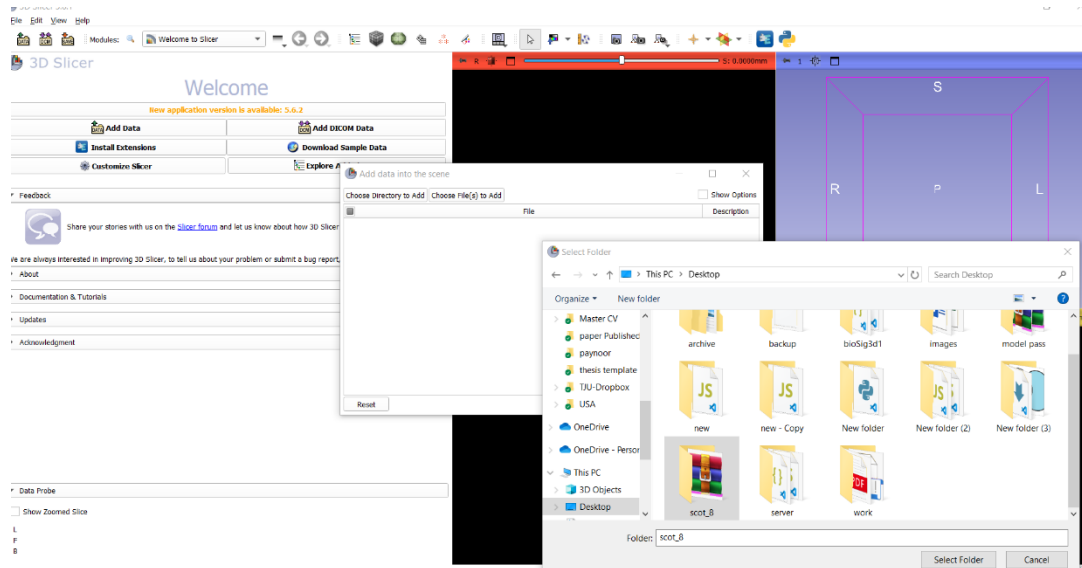 File Edit View Help
DATA DCM DATA Modules: Welcome to Slicer
3D Slicer
R S: 0.0000mm 1
Welcome
New application version is available: 5.6.2
Add Data Add DICOM Data
Install Extensions Download Sample Data
Customize Slicer
Feedback
Share your stories with us on the Slicer forum and let us know about how 3D Slicer
We are always interested in improving 3D Slicer, to tell us about your problem or submit a bug report,
About
Documentation & Tutorials
Updates
Acknowledgment
Data Probe
Show Zoomed Slice
L
F
B
S
R P L
Add data into the scene
Choose Directory to Add Choose File(s) to Add Show Options
File Description
Reset
Select Folder
This PC > Desktop Search Desktop
Organize New folder
Master CV
paper Published
paynoor
thesis template
TJU-Dropbox
USA
OneDrive
OneDrive - Person
This PC
3D Objects
Desktop
archive backup bioSig3d1 images model pass
JS JS JS
new new - Copy New folder New folder (2) New folder (3)
PDF
scot_8 server work
Folder: scot_8
Select Folder Cancel